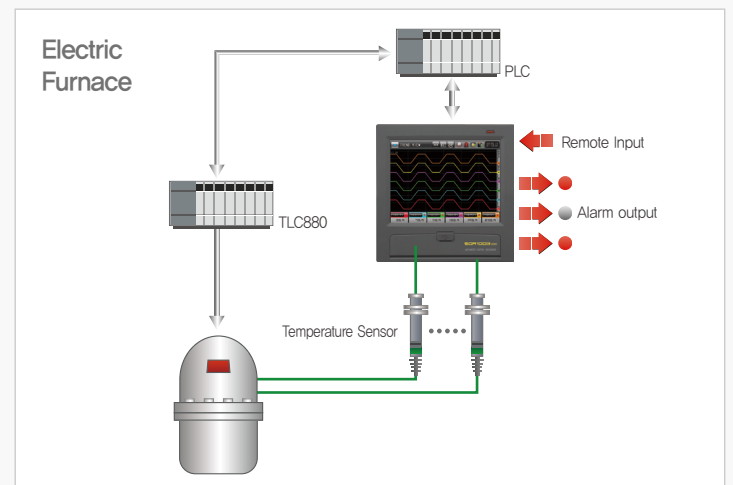 Electric
Furnace
PLC
Remote Input
TLC880
Alarm output
Temperature Sensor